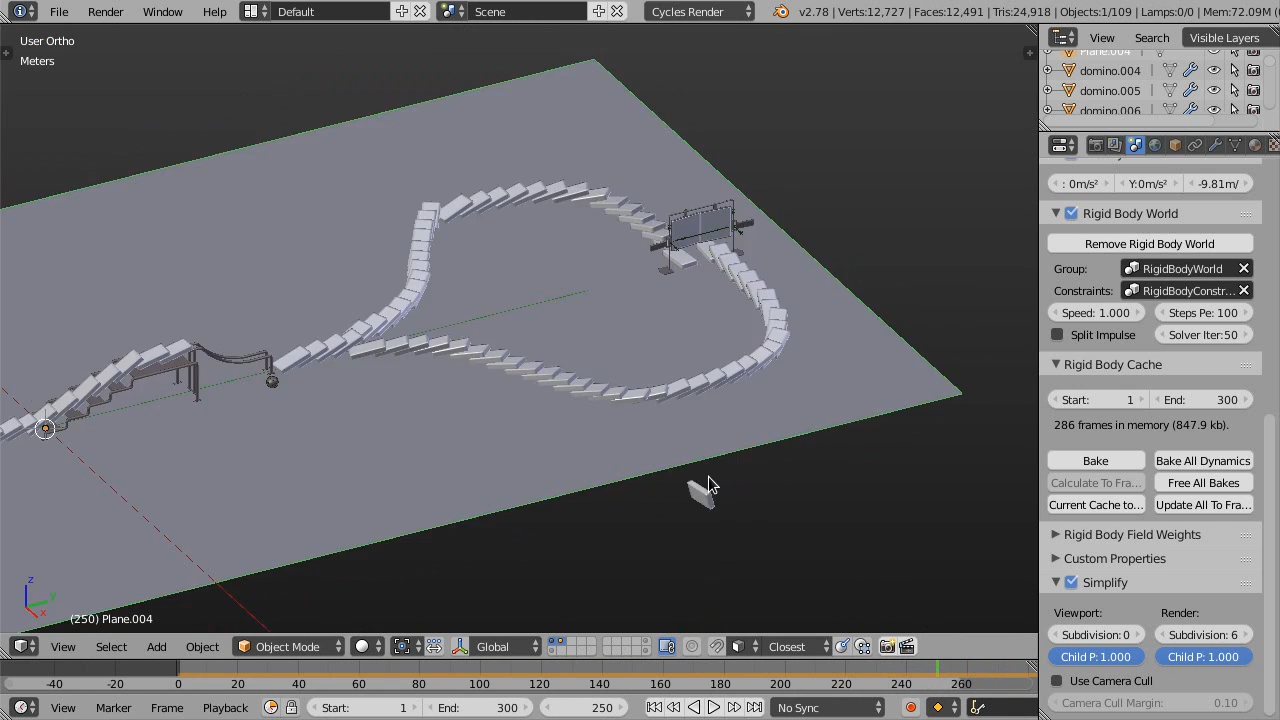 File Render Window Help Default Scene Cycles Render v2.78 | Verts:12,727 | Faces:12,491 | Tris:24,918 | Objects:1/109 | Lamps:0/0 | Mem:72.09M
User Ortho
Meters
View Search Visible Layers
Plane.004
domino.004
domino.005
domino.006
: 0m/s² Y:0m/s² -9.81m/
Rigid Body World
Remove Rigid Body World
Group: RigidBodyWorld
Constraints: RigidBodyConstr...
Speed: 1.000 Steps Pe: 100
Split Impulse Solver Iter:50
Rigid Body Cache
Start: 1 End: 300
286 frames in memory (847.9 kb).
Bake Bake All Dynamics
Calculate To Fra... Free All Bakes
Current Cache to... Update All To Fra...
Rigid Body Field Weights
Custom Properties
Simplify
Viewport: Render:
Subdivision: 0 Subdivision: 6
Child P: 1.000 Child P: 1.000
Use Camera Cull
Camera Cull Margin: 0.10
z
y
x
(250) Plane.004
View Select Add Object Object Mode Global Closest
-40 -20 0 20 40 60 80 100 120 140 160 180 200 220 240 260
View Marker Frame Playback Start: 1 End: 300 250 No Sync